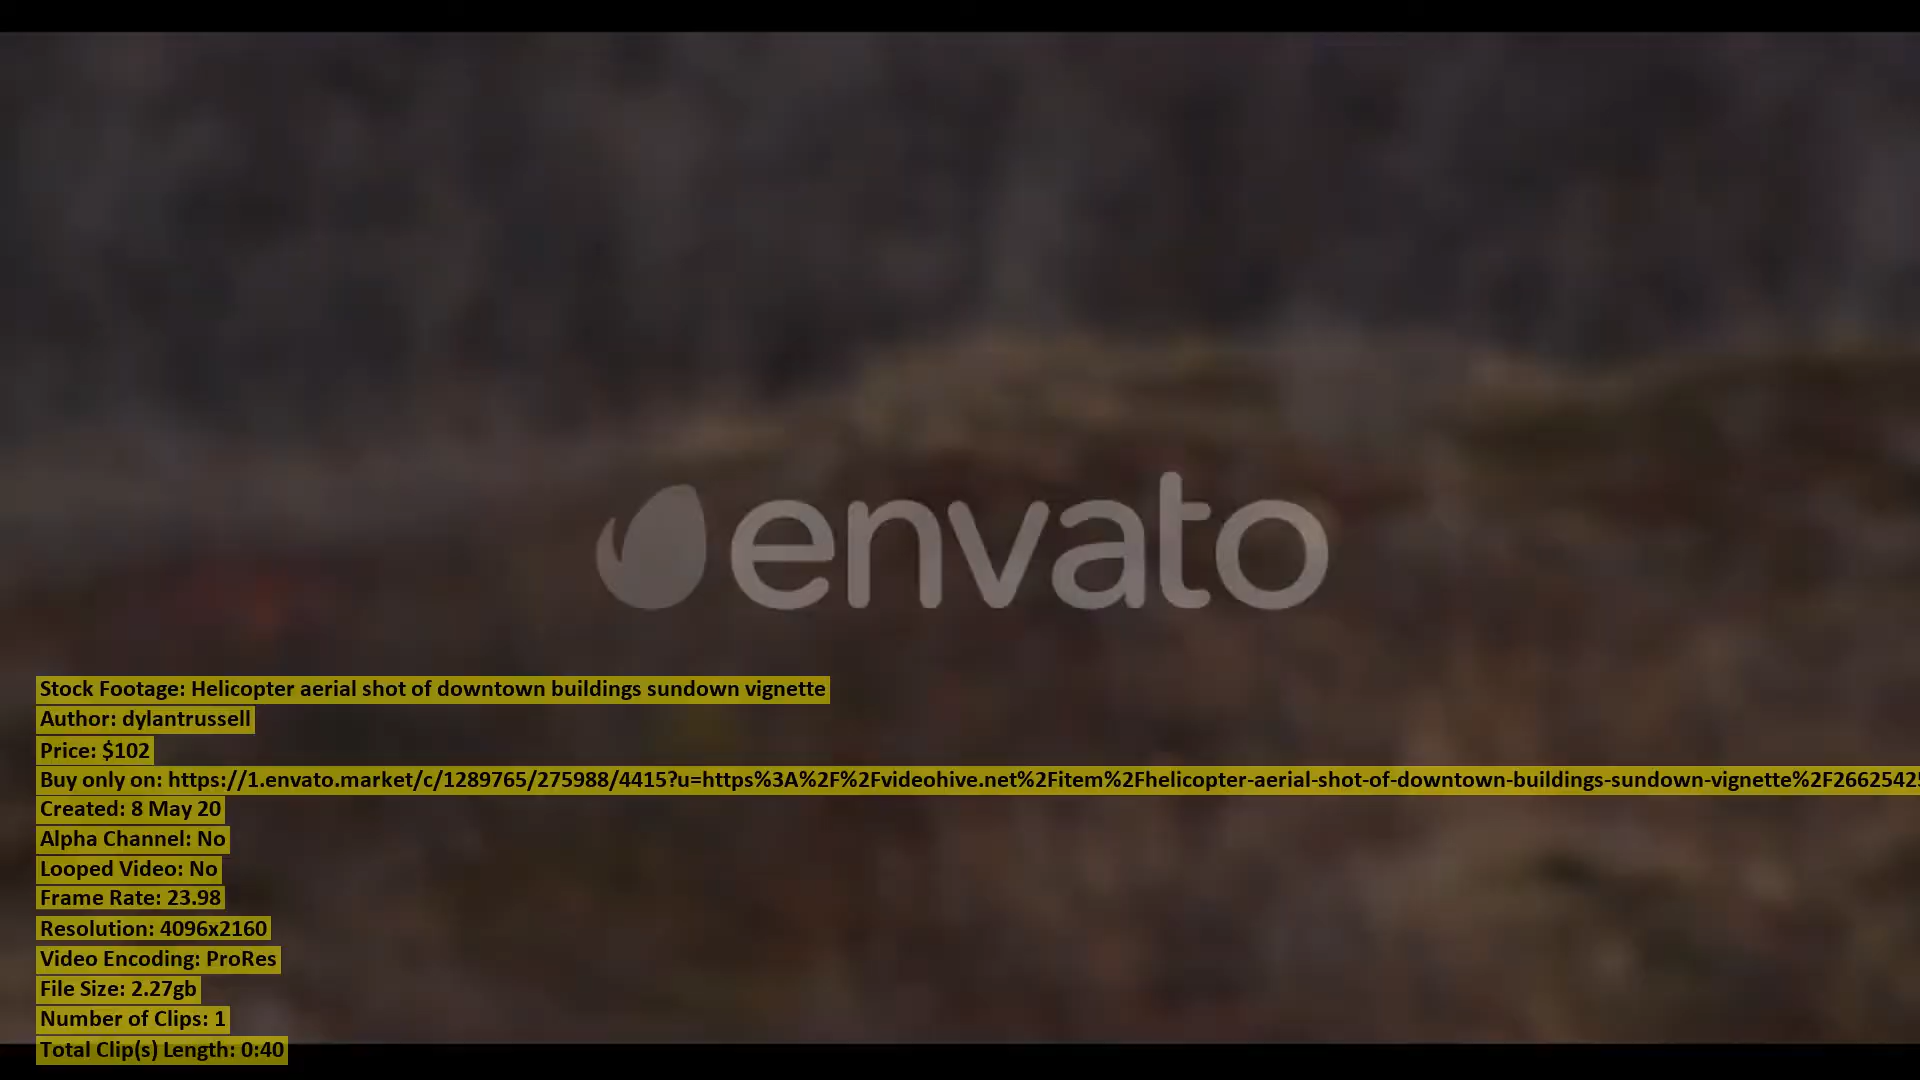 envato
Stock Footage: Helicopter aerial shot of downtown buildings sundown vignette
Author: dylantrussell
Price: $102
Buy only on: https://1.envato.market/c/1289765/275988/4415?u=https%3A%2F%2Fvideohive.net%2Fitem%2Fhelicopter-aerial-shot-of-downtown-buildings-sundown-vignette%2F2662542
Created: 8 May 20
Alpha Channel: No
Looped Video: No
Frame Rate: 23.98
Resolution: 4096x2160
Video Encoding: ProRes
File Size: 2.27gb
Number of Clips: 1
Total Clip(s) Length: 0:40